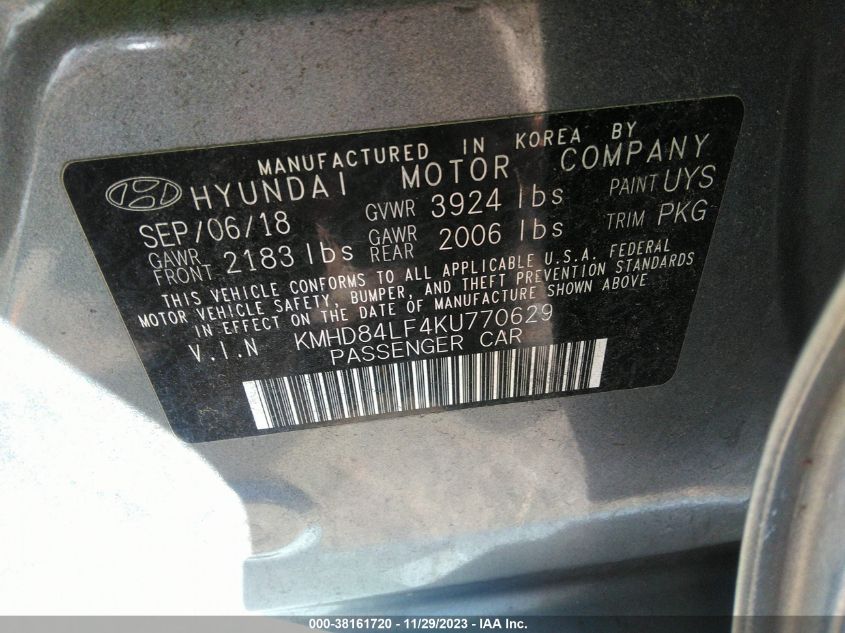 MANUFACTURED IN KOREA BY
HYUNDAI MOTOR COMPANY
SEP/06/18 GVWR 3924 lbs PAINT UYS
GAWR FRONT 2183 lbs GAWR REAR 2006 lbs TRIM PKG
THIS VEHICLE CONFORMS TO ALL APPLICABLE U.S.A. FEDERAL
MOTOR VEHICLE SAFETY, BUMPER, AND THEFT PREVENTION STANDARDS
IN EFFECT ON THE DATE OF MANUFACTURE SHOWN ABOVE
V.I.N KMHD84LF4KU770629
PASSENGER CAR
000-38161720 - 11/29/2023 - IAA Inc.